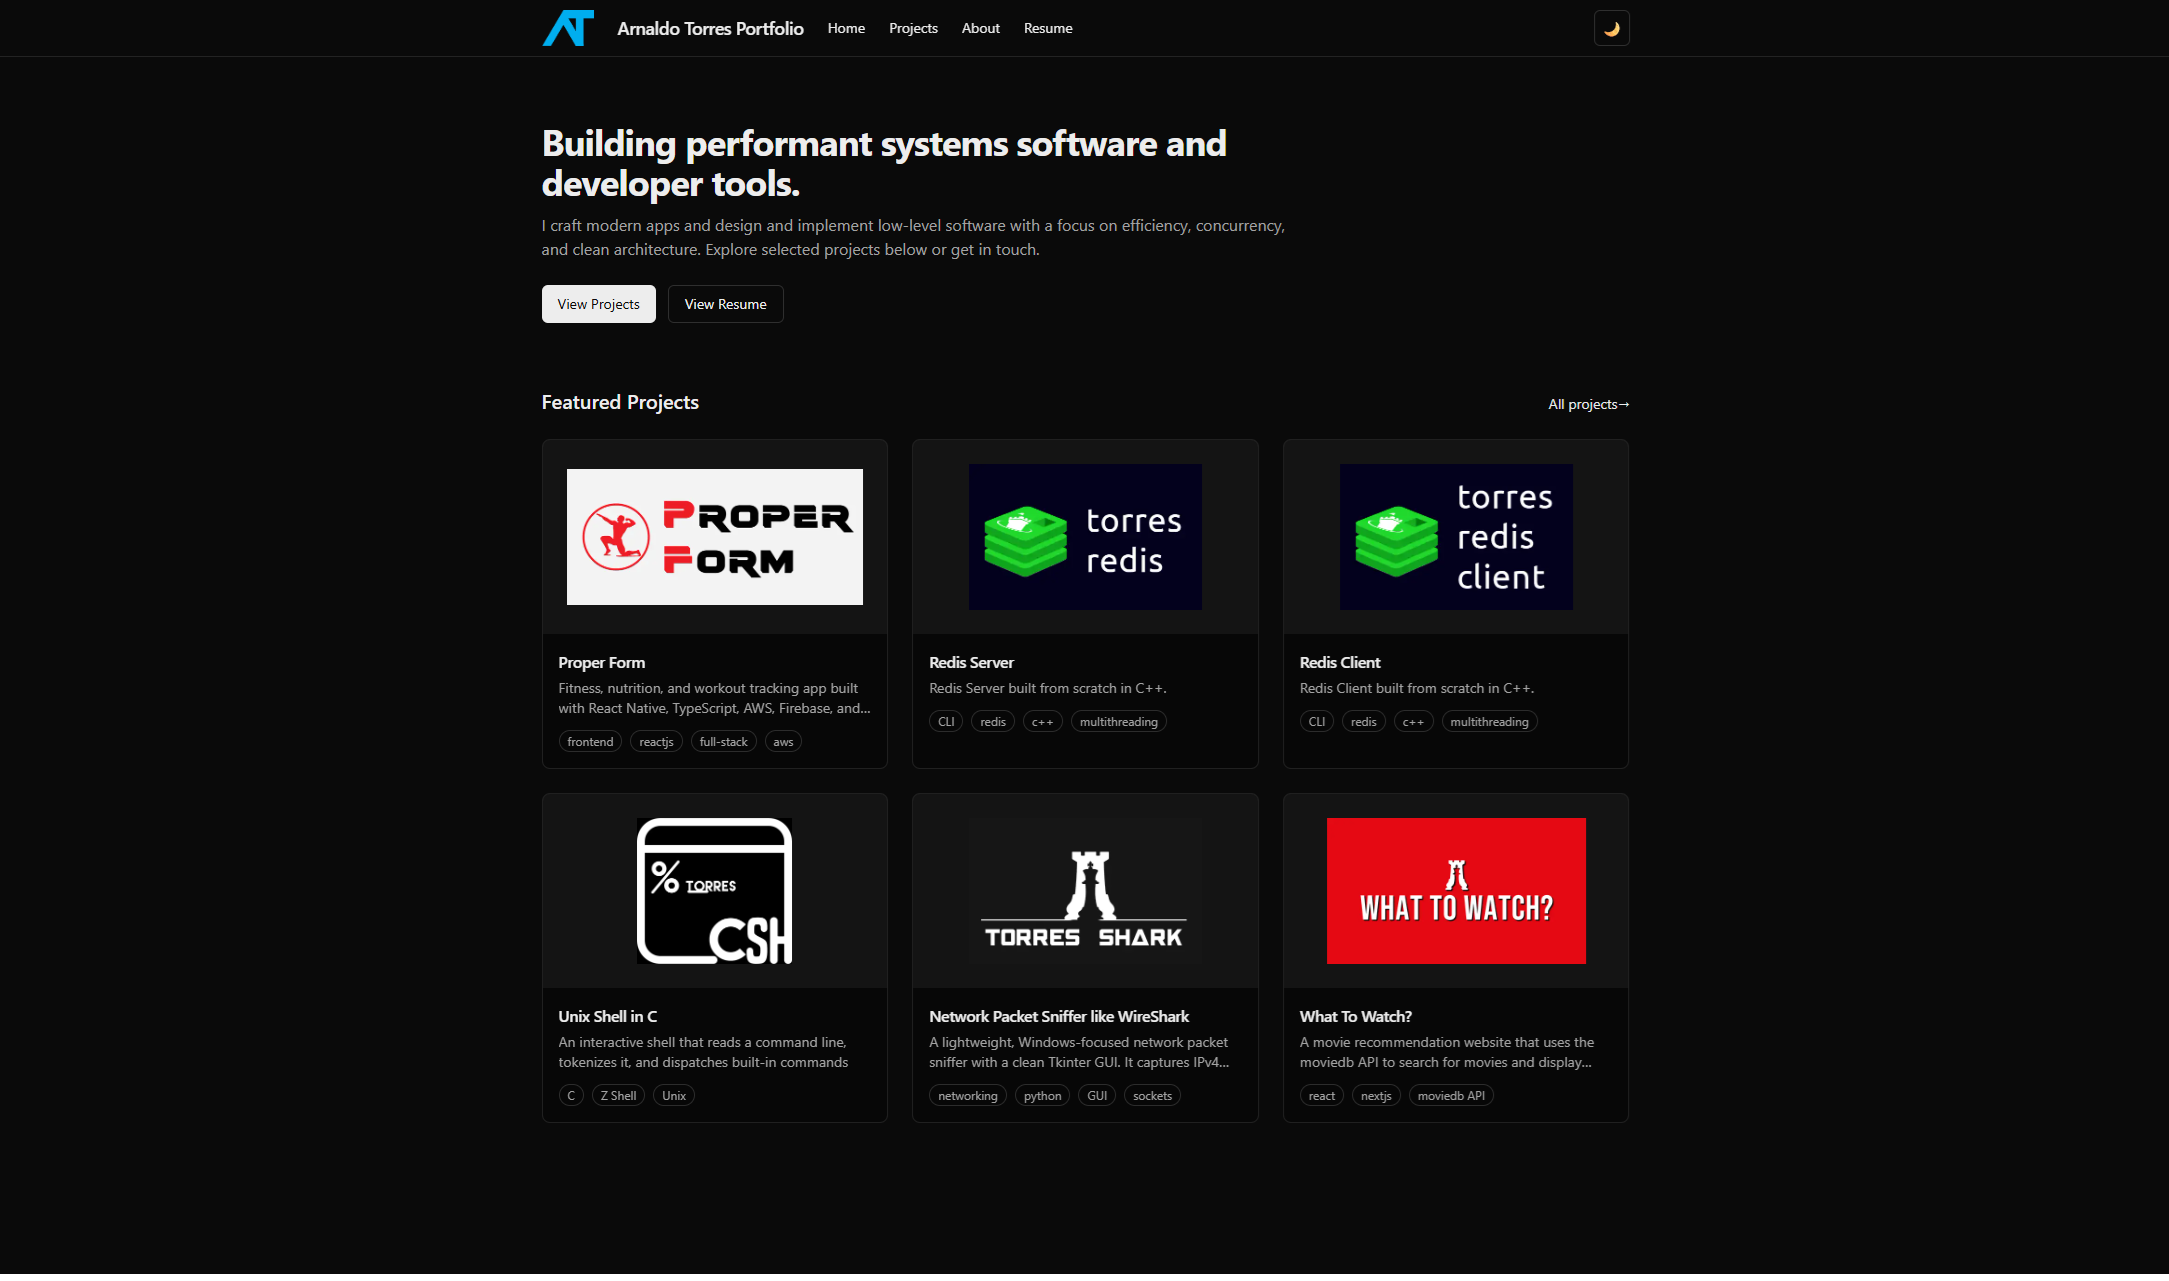 AT Arnaldo Torres Portfolio Home Projects About Resume
Building performant systems software and
developer tools.
I craft modern apps and design and implement low-level software with a focus on efficiency, concurrency,
and clean architecture. Explore selected projects below or get in touch.
View Projects View Resume
Featured Projects
All projects→
PROPER
FORM
Proper Form
Fitness, nutrition, and workout tracking app built
with React Native, TypeScript, AWS, Firebase, and...
frontend reactjs full-stack aws
torres
redis
Redis Server
Redis Server built from scratch in C++.
CLI redis c++ multithreading
torres
redis
client
Redis Client
Redis Client built from scratch in C++.
CLI redis c++ multithreading
% TORRES
CSH
Unix Shell in C
An interactive shell that reads a command line,
tokenizes it, and dispatches built-in commands
C Z Shell Unix
TORRES SHARK
Network Packet Sniffer like WireShark
A lightweight, Windows-focused network packet
sniffer with a clean Tkinter GUI. It captures IPv4...
networking python GUI sockets
WHAT TO WATCH?
What To Watch?
A movie recommendation website that uses the
moviedb API to search for movies and display...
react nextjs moviedb API